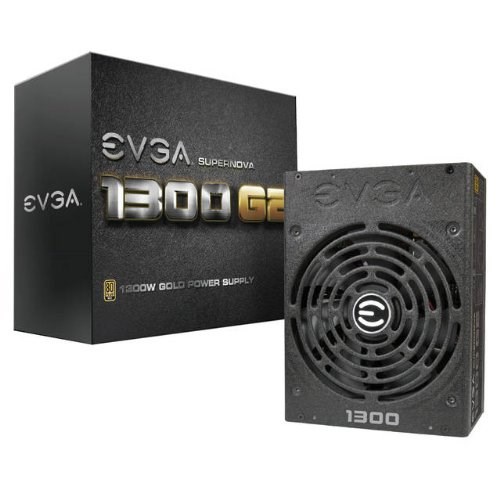 EVGA.
EVGA. SUPERNOVA
1300 G2
1300W GOLD POWER SUPPLY
EVGA
1300